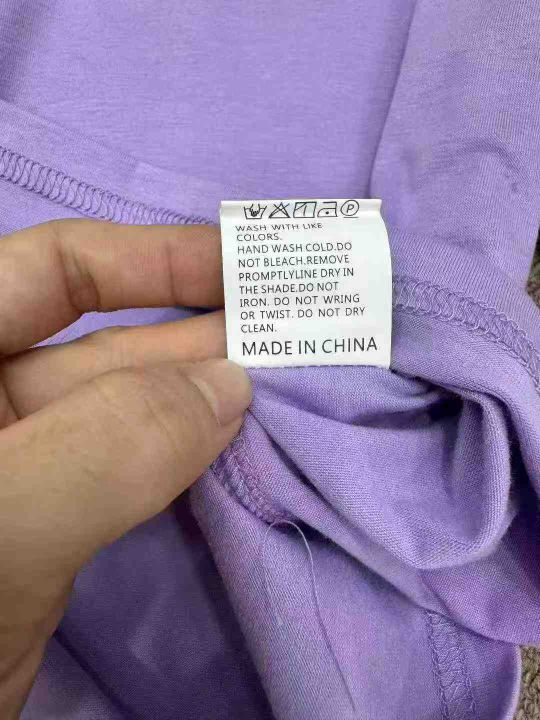 P
WASH WITH LIKE
COLORS.
HAND WASH COLD.DO
NOT BLEACH.REMOVE
PROMPTLYLINE DRY IN
THE SHADE.DO NOT
IRON. DO NOT WRING
OR TWIST. DO NOT DRY
CLEAN.
MADE IN CHINA